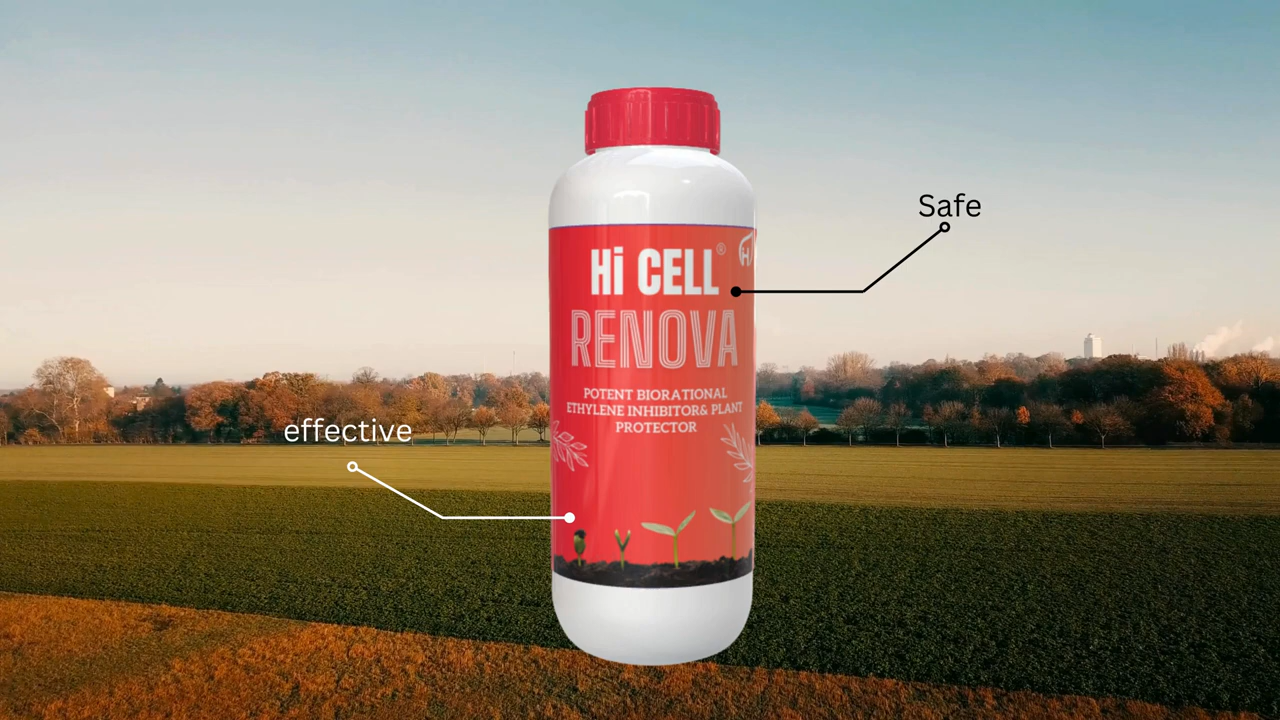 Safe
Hi CELL®
RENOVA
POTENT BIORATIONAL
ETHYLENE INHIBITOR& PLANT
PROTECTOR
effective